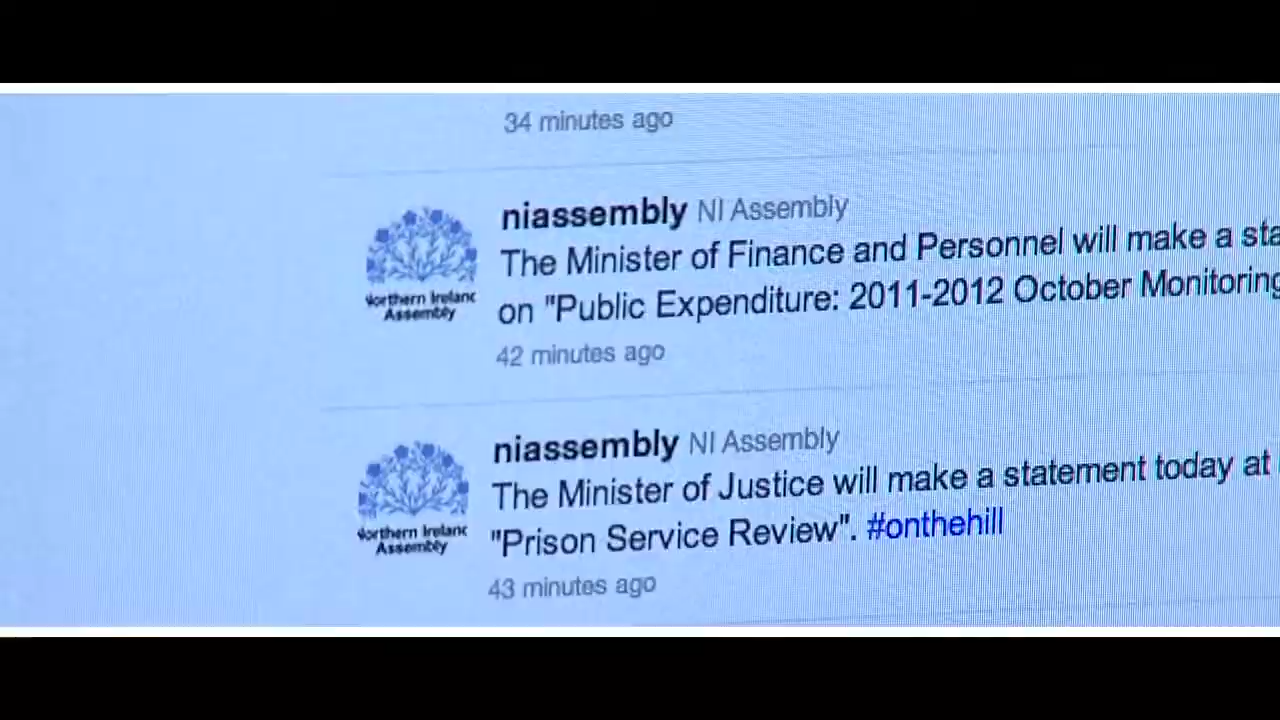 34 minutes ago
niassembly NI Assembly
The Minister of Finance and Personnel will make a sta
on "Public Expenditure: 2011-2012 October Monitoring
Northern Ireland
Assembly
42 minutes ago
niassembly NI Assembly
The Minister of Justice will make a statement today at
"Prison Service Review". #onthehill
Northern Ireland
Assembly
43 minutes ago